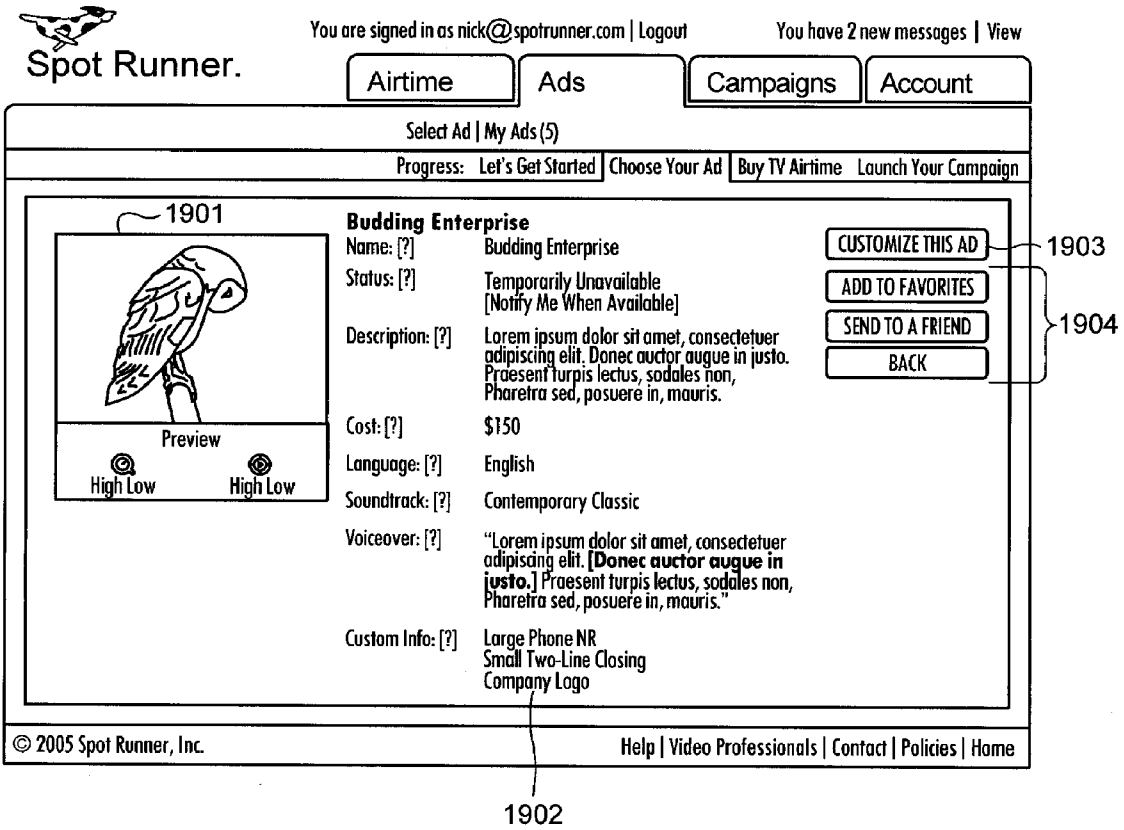 You are signed in as nick@spotrunner.com | Logout
You have 2 new messages | View
Spot Runner.
Airtime
Ads
Campaigns
Account
Select Ad | My Ads (5)
Progress: Let's Get Started | Choose Your Ad | Buy TV Airtime Launch Your Campaign
1901
Budding Enterprise
Name: [?] Budding Enterprise
Status: [?] Temporarily Unavailable
[Notify Me When Available]
Description: [?] Lorem ipsum dolor sit amet, consectetuer
adipiscing elit. Donec auctor augue in justo.
Praesent turpis lectus, sodales non,
Pharetra sed, posuere in, mauris.
Cost: [?] $150
Language: [?] English
Soundtrack: [?] Contemporary Classic
Voiceover: [?] "Lorem ipsum dolor sit amet, consectetuer
adipiscing elit. [Donec auctor augue in
justo.] Praesent turpis lectus, sodales non,
Pharetra sed, posuere in, mauris."
Custom Info: [?] Large Phone NR
Small Two-Line Closing
Company Logo
Preview
High Low
High Low
CUSTOMIZE THIS AD
1903
ADD TO FAVORITES
SEND TO A FRIEND
BACK
1904
© 2005 Spot Runner, Inc.
Help | Video Professionals | Contact | Policies | Home
1902